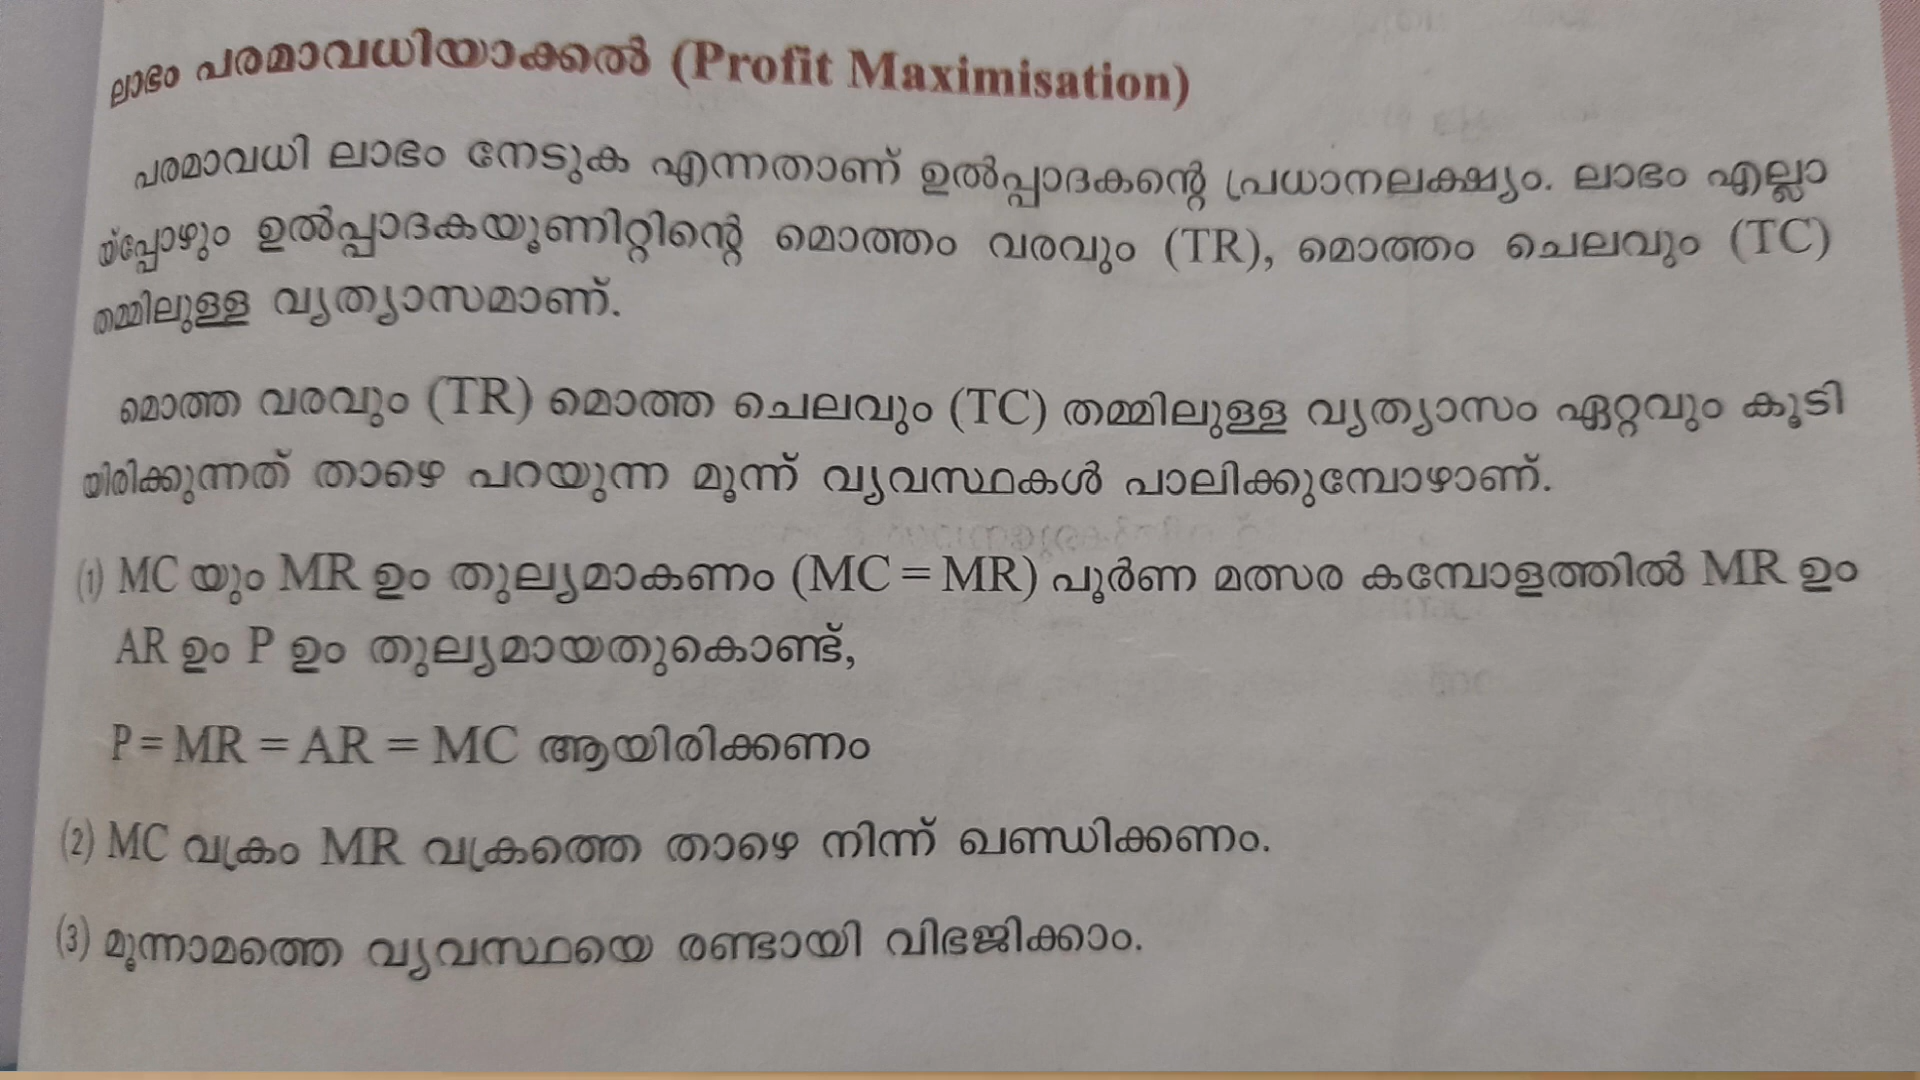 ലാഭം പരമാവധിയാക്കൽ (Profit Maximisation)
പരമാവധി ലാഭം നേടുക എന്നതാണ് ഉൽപ്പാദകന്റെ പ്രധാനലക്ഷ്യം. ലാഭം എല്ലാ
യ്പ്പോഴും ഉൽപ്പാദകയൂണിറ്റിന്റെ മൊത്തം വരവും (TR), മൊത്തം ചെലവും (TC)
തമ്മിലുള്ള വ്യത്യാസമാണ്.
മൊത്ത വരവും (TR) മൊത്ത ചെലവും (TC) തമ്മിലുള്ള വ്യത്യാസം ഏറ്റവും കൂടി
യിരിക്കുന്നത് താഴെ പറയുന്ന മൂന്ന് വ്യവസ്ഥകൾ പാലിക്കുമ്പോഴാണ്.
(1) MC യും MR ഉം തുല്യമാകണം (MC = MR) പൂർണ മത്സര കമ്പോളത്തിൽ MR ഉം
AR ഉം P ഉം തുല്യമായതുകൊണ്ട്,
P = MR = AR = MC ആയിരിക്കണം
(2) MC വക്രം MR വക്രത്തെ താഴെ നിന്ന് ഖണ്ഡിക്കണം.
(3) മൂന്നാമത്തെ വ്യവസ്ഥയെ രണ്ടായി വിഭജിക്കാം.